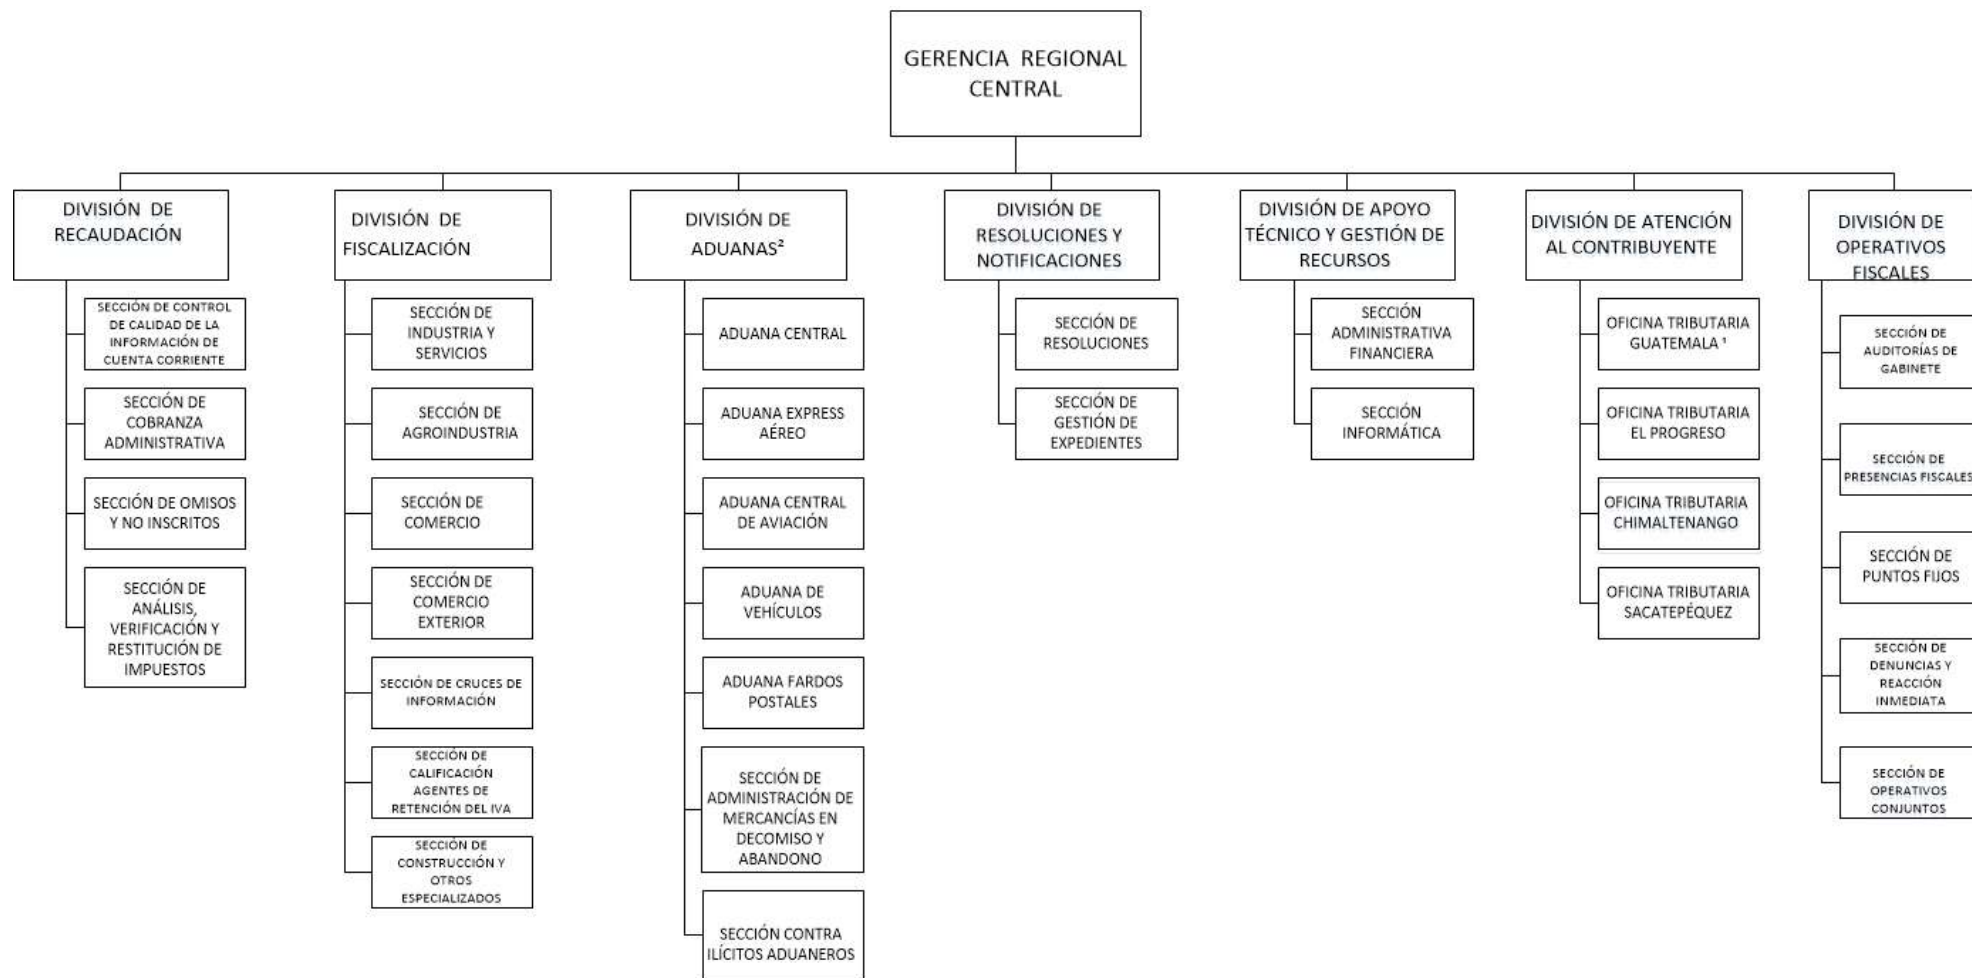 GERENCIA REGIONAL
CENTRAL
DIVISIÓN DE
RECAUDACIÓN
SECCIÓN DE CONTROL
DE CALIDAD DE LA
INFORMACIÓN DE
CUENTA CORRIENTE
SECCIÓN DE
COBRANZA
ADMINISTRATIVA
SECCIÓN DE OMISOS
Y NO INSCRITOS
SECCIÓN DE
ANÁLISIS,
VERIFICACIÓN Y
RESTITUCIÓN DE
IMPUESTOS
DIVISIÓN DE
FISCALIZACIÓN
SECCIÓN DE
INDUSTRIA Y
SERVICIOS
SECCIÓN DE
AGROINDUSTRIA
SECCIÓN DE
COMERCIO
SECCIÓN DE
COMERCIO
EXTERIOR
SECCIÓN DE CRUCES DE
INFORMACIÓN
SECCIÓN DE
CALIFICACIÓN
AGENTES DE
RETENCIÓN DEL IVA
SECCIÓN DE
CONSTRUCCIÓN Y
OTROS
ESPECIALIZADOS
DIVISIÓN DE
ADUANAS²
ADUANA CENTRAL
ADUANA EXPRESS
AÉREO
ADUANA CENTRAL
DE AVIACIÓN
ADUANA DE
VEHÍCULOS
ADUANA FARDOS
POSTALES
SECCIÓN DE
ADMINISTRACIÓN DE
MERCANCÍAS EN
DECOMISO Y
ABANDONO
SECCIÓN CONTRA
ILÍCITOS ADUANEROS
DIVISIÓN DE
RESOLUCIONES Y
NOTIFICACIONES
SECCIÓN DE
RESOLUCIONES
SECCIÓN DE
GESTIÓN DE
EXPEDIENTES
DIVISIÓN DE APOYO
TÉCNICO Y GESTIÓN DE
RECURSOS
SECCIÓN
ADMINISTRATIVA
FINANCIERA
SECCIÓN
INFORMÁTICA
DIVISIÓN DE ATENCIÓN
AL CONTRIBUYENTE
OFICINA TRIBUTARIA
GUATEMALA ¹
OFICINA TRIBUTARIA
EL PROGRESO
OFICINA TRIBUTARIA
CHIMALTENANGO
OFICINA TRIBUTARIA
SACATEPÉQUEZ
DIVISIÓN DE
OPERATIVOS
FISCALES
SECCIÓN DE
AUDITORÍAS DE
GABINETE
SECCIÓN DE
PRESENCIAS FISCALES
SECCIÓN DE
PUNTOS FIJOS
SECCIÓN DE
DENUNCIAS Y
REACCIÓN
INMEDIATA
SECCIÓN DE
OPERATIVOS
CONJUNTOS